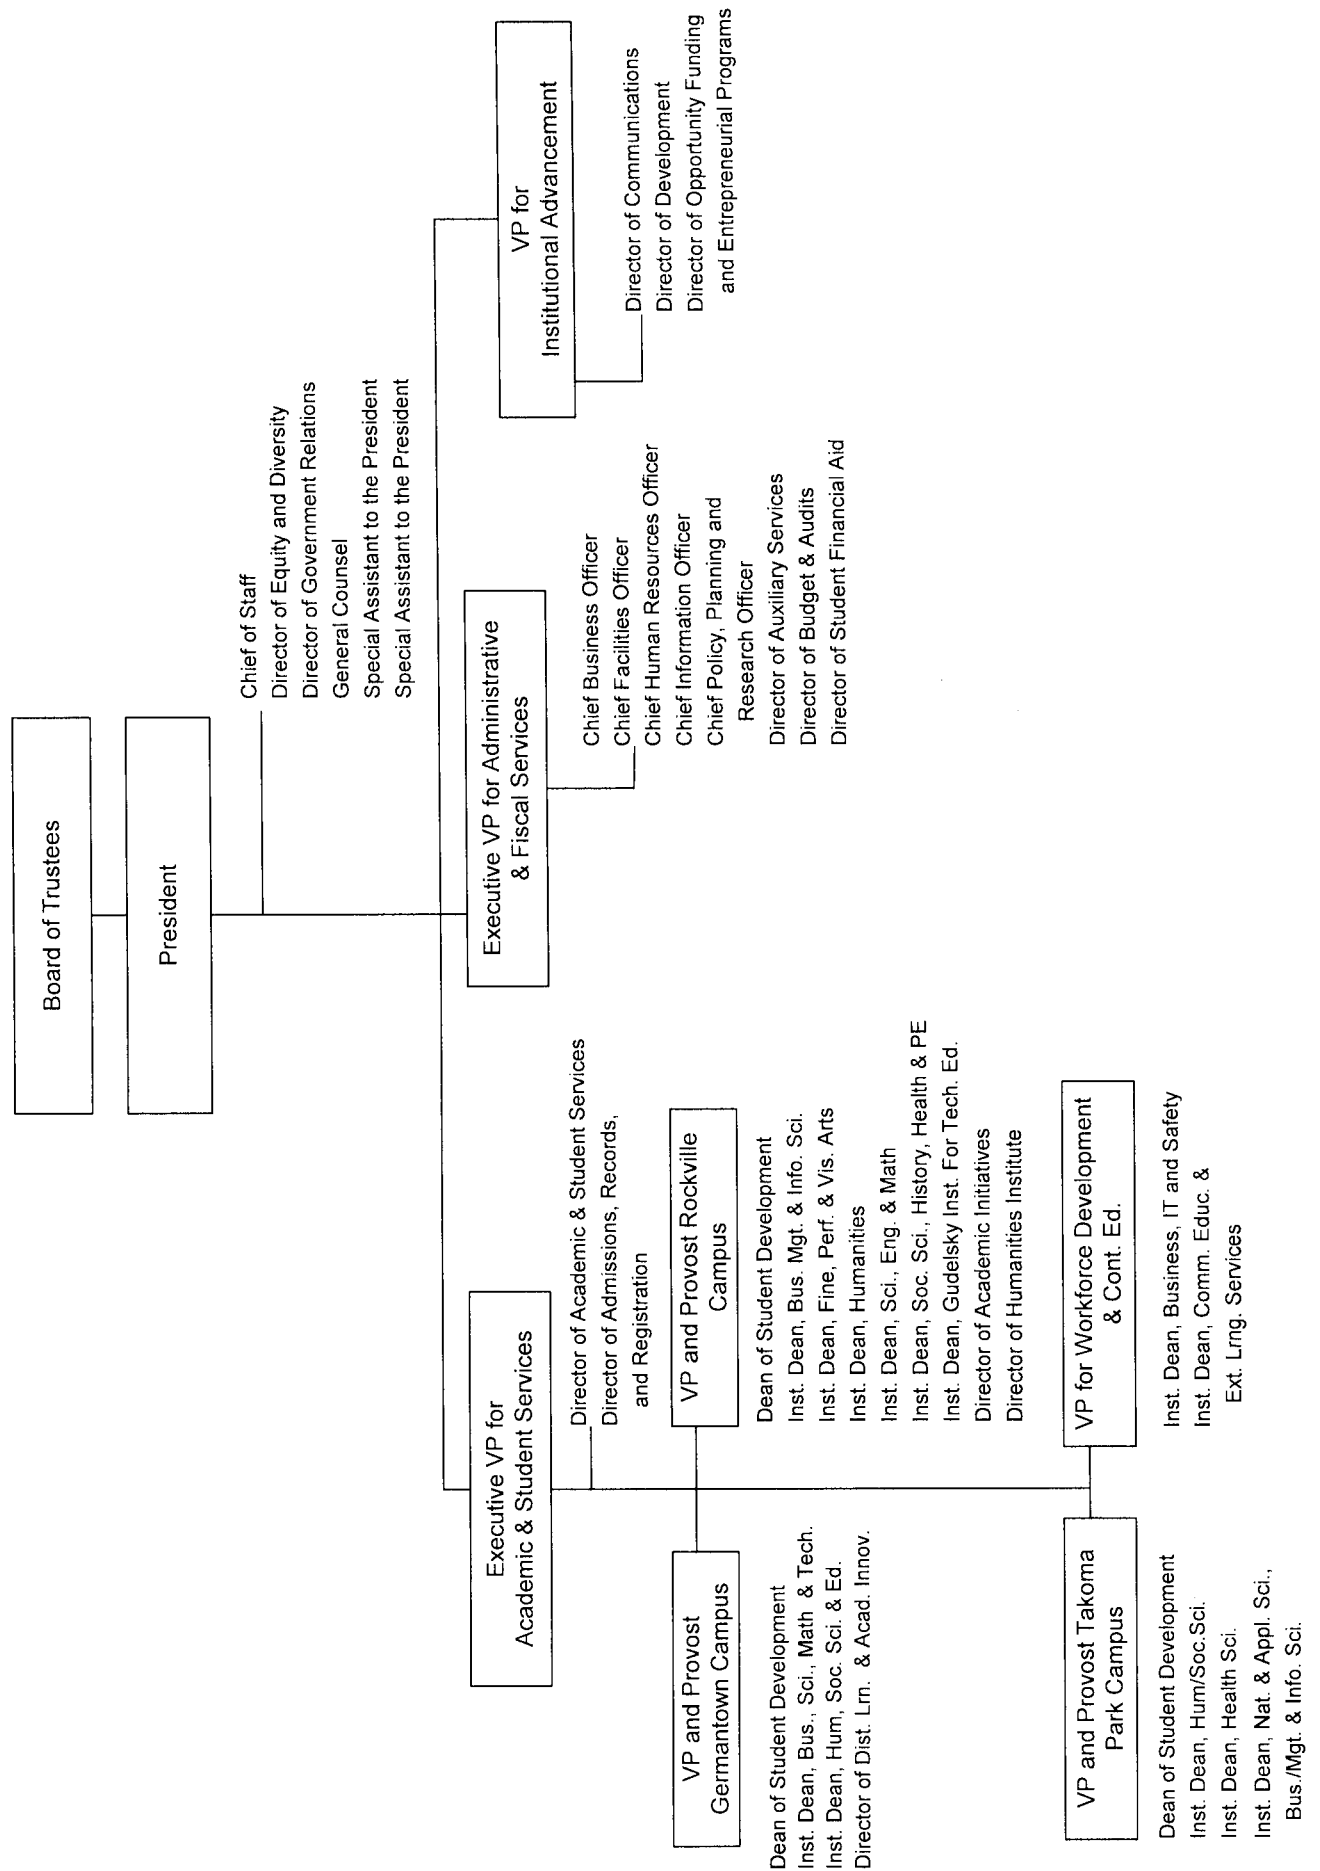 Board of Trustees
President
Chief of Staff
Director of Equity and Diversity
Director of Government Relations
General Counsel
Special Assistant to the President
Special Assistant to the President
Executive VP for
Academic & Student Services
Executive VP for Administrative
& Fiscal Services
VP for
Institutional Advancement
Director of Academic & Student Services
Director of Admissions, Records,
and Registration
Chief Business Officer
Chief Facilities Officer
Chief Human Resources Officer
Chief Information Officer
Chief Policy, Planning and
Research Officer
Director of Auxiliary Services
Director of Budget & Audits
Director of Student Financial Aid
Director of Communications
Director of Development
Director of Opportunity Funding
and Entrepreneurial Programs
VP and Provost
Germantown Campus
Dean of Student Development
Inst. Dean, Bus., Sci., Math & Tech.
Inst. Dean, Hum, Soc. Sci. & Ed.
Director of Dist. Lrn. & Acad. Innov.
VP and Provost Rockville
Campus
Dean of Student Development
Inst. Dean, Bus. Mgt. & Info. Sci.
Inst. Dean, Fine, Perf. & Vis. Arts
Inst. Dean, Humanities
Inst. Dean, Sci., Eng. & Math
Inst. Dean, Soc. Sci., History, Health & PE
Inst. Dean, Gudelsky Inst. For Tech. Ed.
Director of Academic Initiatives
Director of Humanities Institute
VP and Provost Takoma
Park Campus
Dean of Student Development
Inst. Dean, Hum/Soc.Sci.
Inst. Dean, Health Sci.
Inst. Dean, Nat. & Appl. Sci.,
Bus./Mgt. & Info. Sci.
VP for Workforce Development
& Cont. Ed.
Inst. Dean, Business, IT and Safety
Inst. Dean, Comm. Educ. &
Ext. Lrng. Services